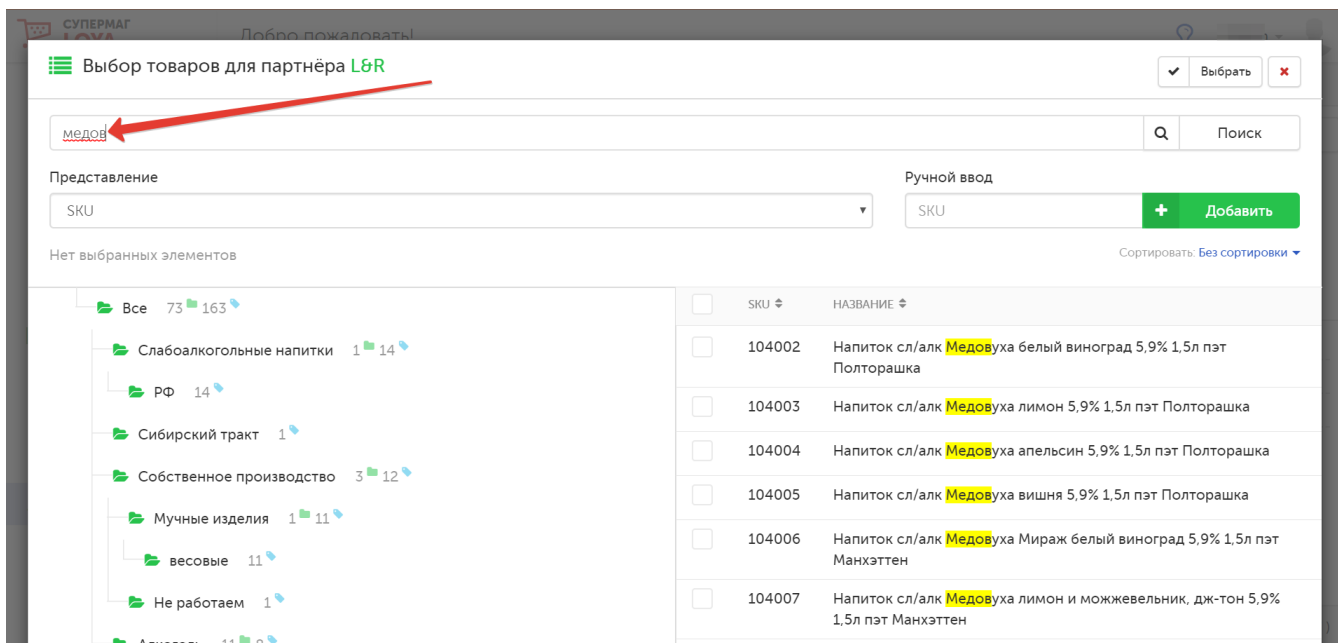 СУПЕРМАГ
LOYA
Добро пожаловать!
Выбор товаров для партнёра L&R
Выбрать
медов
Поиск
Представление
Ручной ввод
SKU
SKU
Добавить
Нет выбранных элементов
Сортировать: Без сортировки
Все 73 163
Слабоалкогольные напитки 1 14
РФ 14
Сибирский тракт 1
Собственное производство 3 12
Мучные изделия 1 11
весовые 11
Не работаем 1
Алкоголь 11 8
SKU НАЗВАНИЕ
104002 Напиток сл/алк Медовуха белый виноград 5,9% 1,5л пэт
Полторашка
104003 Напиток сл/алк Медовуха лимон 5,9% 1,5л пэт Полторашка
104004 Напиток сл/алк Медовуха апельсин 5,9% 1,5л пэт Полторашка
104005 Напиток сл/алк Медовуха вишня 5,9% 1,5л пэт Полторашка
104006 Напиток сл/алк Медовуха Мираж белый виноград 5,9% 1,5л пэт
Манхэттен
104007 Напиток сл/алк Медовуха лимон и можжевельник, дж-тон 5,9%
1,5л пэт Манхэттен